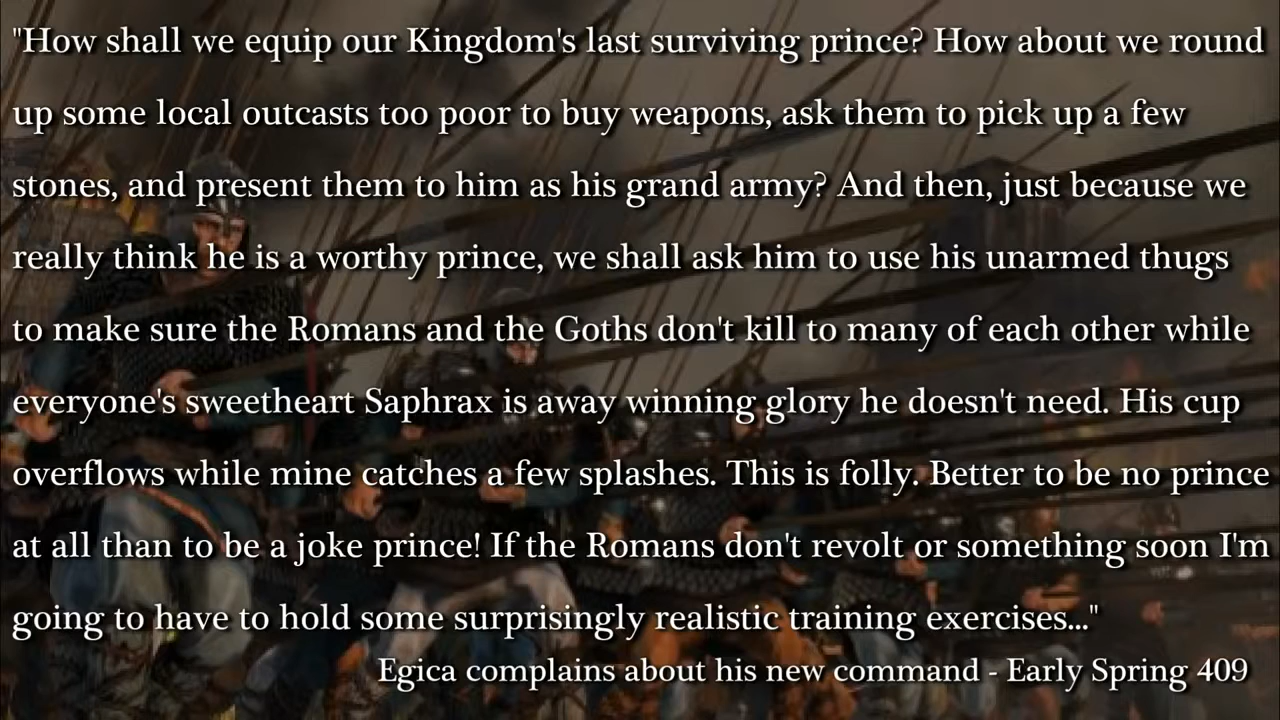 "How shall we equip our Kingdom's last surviving prince? How about we round
up some local outcasts too poor to buy weapons, ask them to pick up a few
stones, and present them to him as his grand army? And then, just because we
really think he is a worthy prince, we shall ask him to use his unarmed thugs
to make sure the Romans and the Goths don't kill to many of each other while
everyone's sweetheart Saphrax is away winning glory he doesn't need. His cup
overflows while mine catches a few splashes. This is folly. Better to be no prince
at all than to be a joke prince! If the Romans don't revolt or something soon I'm
going to have to hold some surprisingly realistic training exercises..."
Egica complains about his new command - Early Spring 409